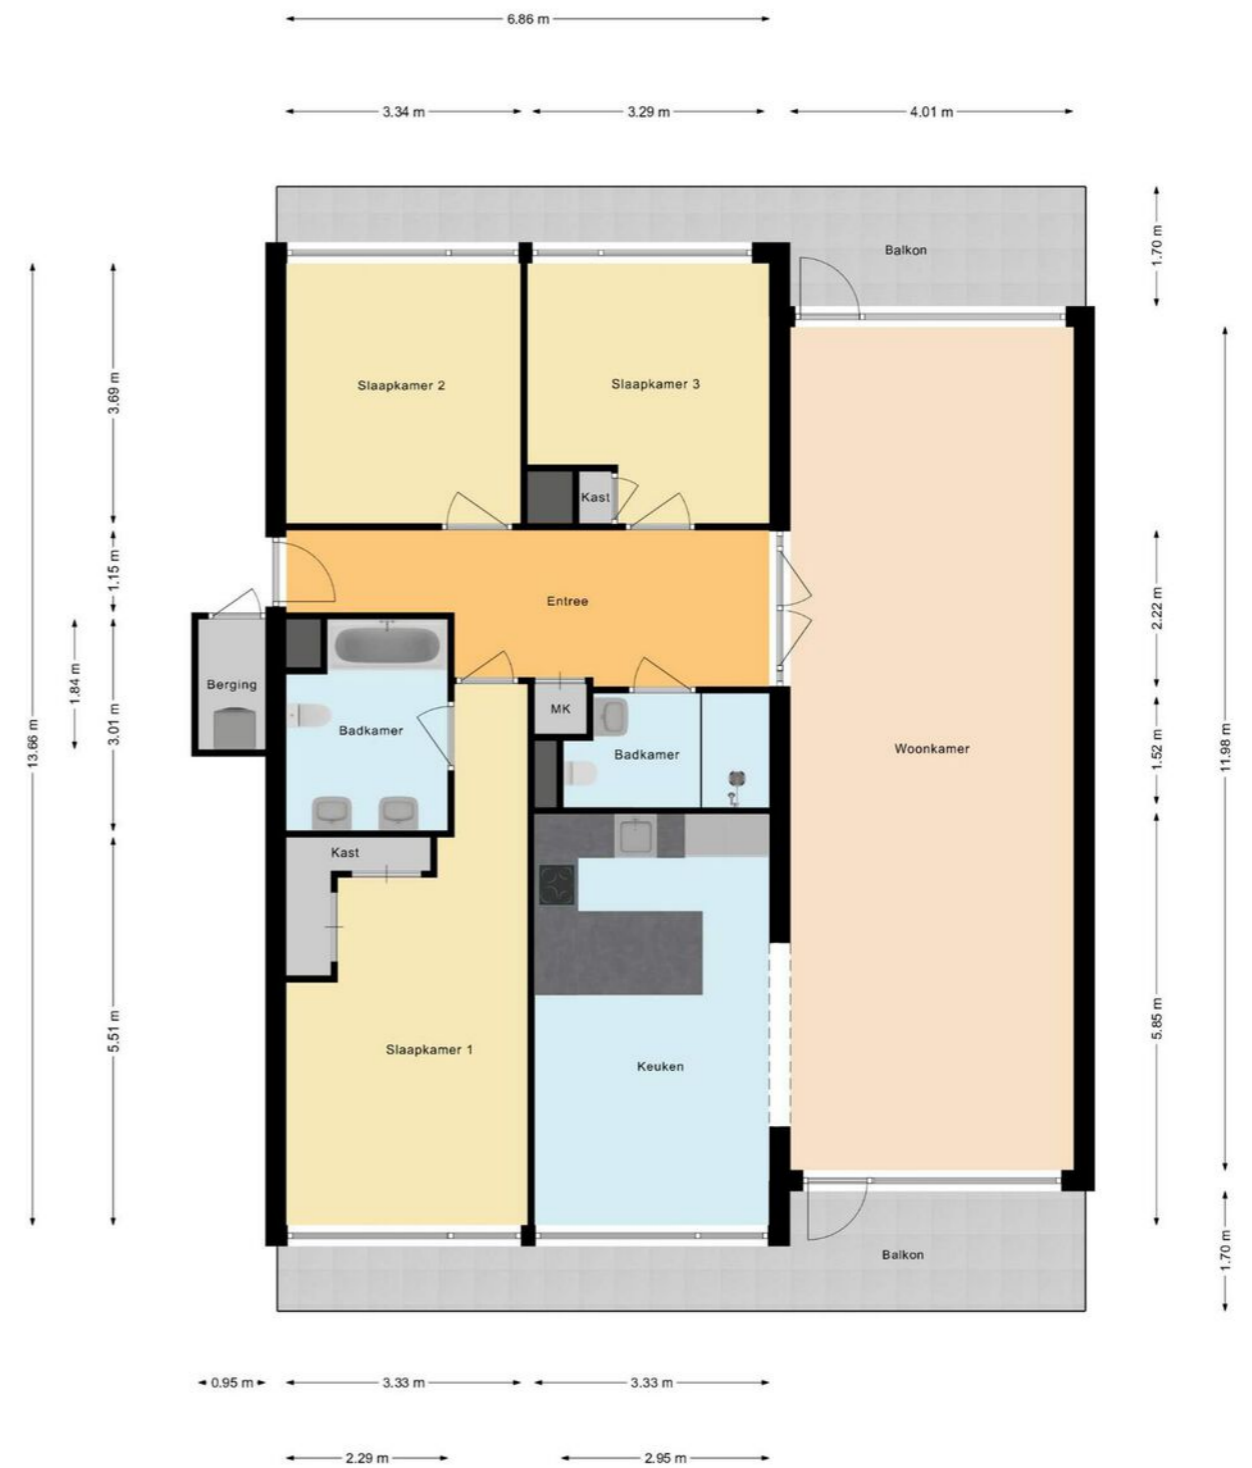 6.86 m
3.34 m
3.29 m
4.01 m
Balkon
1.70 m
Slaapkamer 2
Slaapkamer 3
3.69 m
Kast
1.15 m
Entree
2.22 m
Berging
1.84 m
MK
3.01 m
Badkamer
Badkamer
13.66 m
Woonkamer
1.52 m
11.98 m
Kast
5.51 m
Slaapkamer 1
Keuken
5.85 m
Balkon
1.70 m
0.95 m
3.33 m
3.33 m
2.29 m
2.95 m